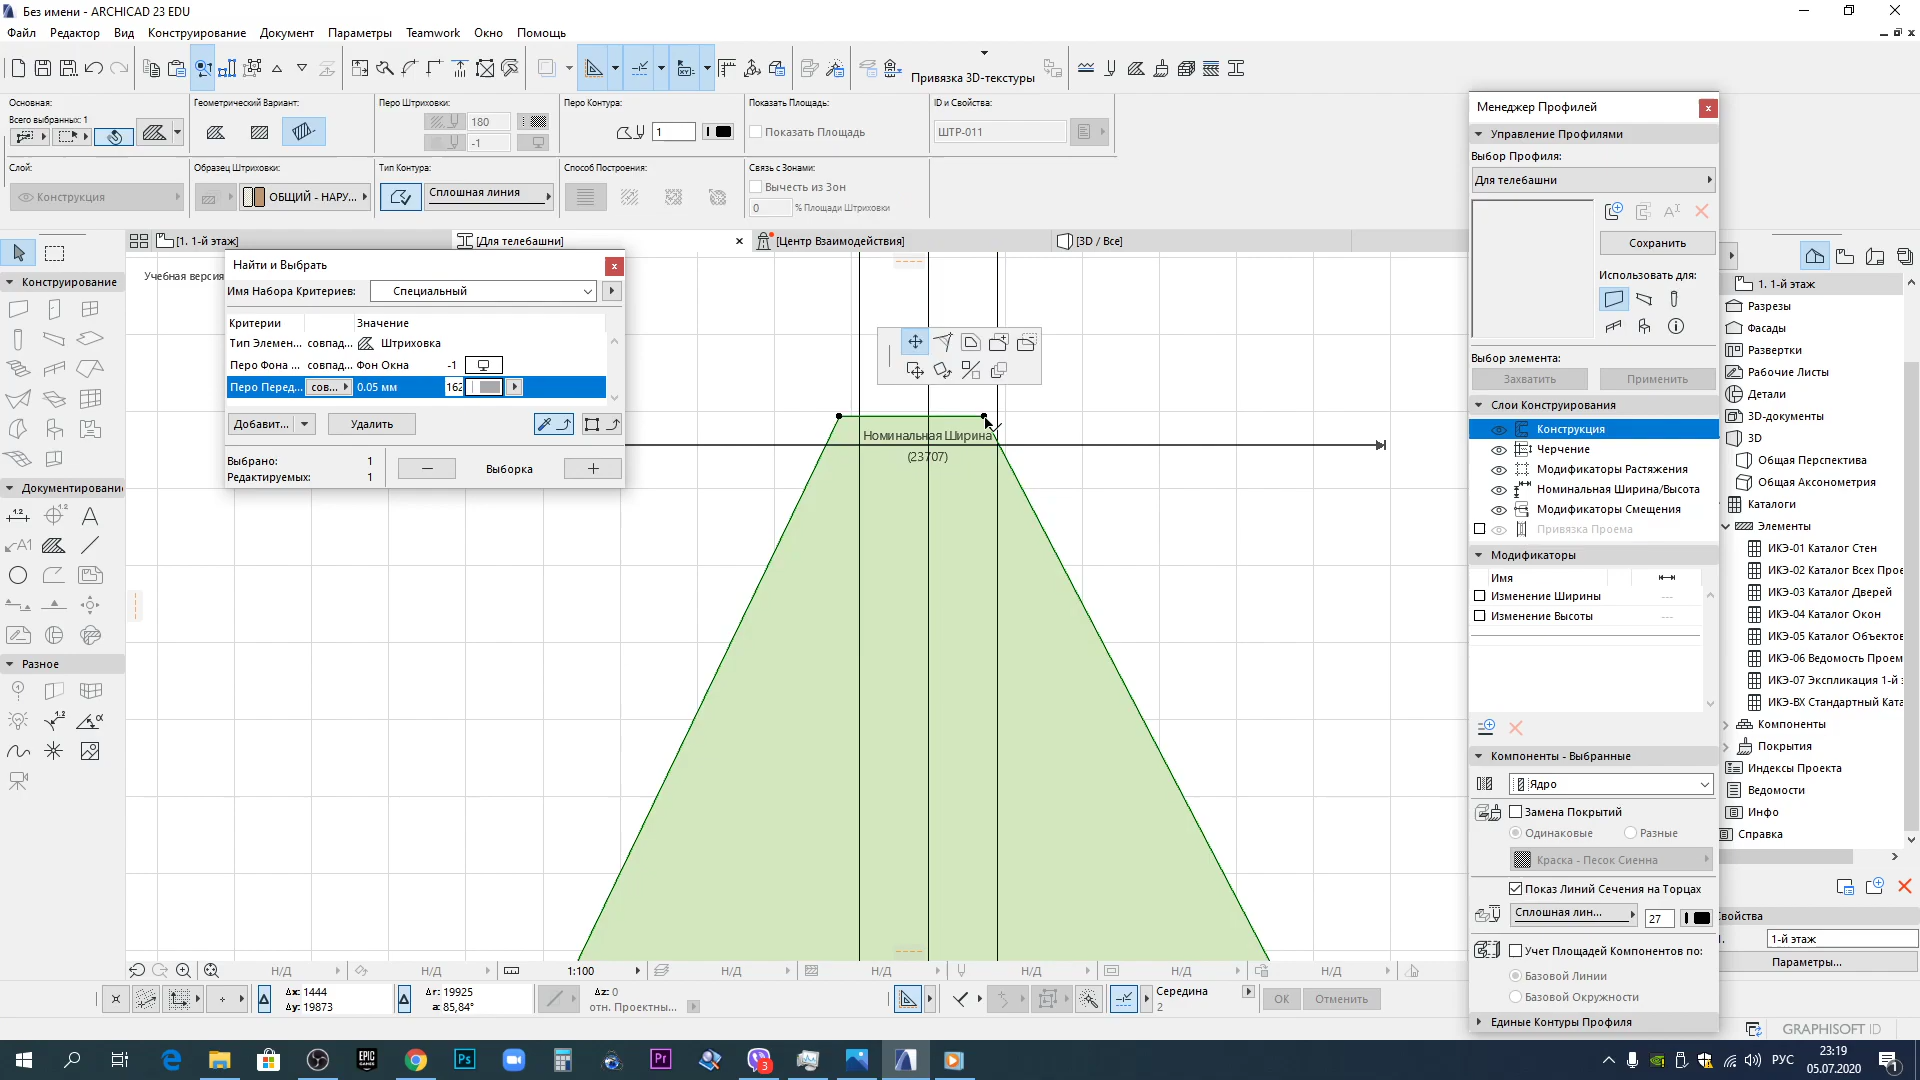 Без имени - ARCHICAD 23 EDU
Файл Редактор Вид Конструирование Документ Параметры Teamwork Окно Помощь
Привязка 3D-текстуры
Основная:
Всего выбранных: 1
Геометрический Вариант:
Перо Штриховки:
180
-1
Перо Контура:
1
Показать Площадь:
Показать Площадь
ID и Свойства:
ШТР-011
Слой:
Конструкция
Образец Штриховки:
ОБЩИЙ - НАРУ...
Тип Контура:
Сплошная линия
Способ Построения:
Связь с Зонами:
Вычесть из Зон
0
% Площади Штриховки
[1. 1-й этаж]
[Для телебашни]
[Центр Взаимодействия]
[3D / Все]
Учебная версия
Найти и Выбрать
Имя Набора Критериев:
Специальный
Критерии
Значение
Тип Элемен... совпад... Штриховка
Перо Фона ... совпад... Фон Окна -1
Перо Перед... сов... 0.05 мм 162
Добавит...
Удалить
Выбрано: 1
Редактируемых: 1
Выборка
Номинальная Ширина
(23707)
Конструирование
Документировани
1.2
A
A1
Разное
Менеджер Профилей
Управление Профилями
Выбор Профиля:
Для телебашни
Сохранить
Использовать для:
Выбор элемента:
Захватить
Применить
Слои Конструирования
Конструкция
Черчение
Модификаторы Растяжения
Номинальная Ширина/Высота
Модификаторы Смещения
Привязка Проема
Модификаторы
Имя
Изменение Ширины ---
Изменение Высоты ---
Компоненты - Выбранные
Ядро
Замена Покрытий
Одинаковые
Разные
Краска - Песок Сиенна
Показ Линий Сечения на Торцах
Сплошная лин...
27
Учет Площадей Компонентов по:
Базовой Линии
Базовой Окружности
Единые Контуры Профиля
1. 1-й этаж
Разрезы
Фасады
Развертки
Рабочие Листы
Детали
3D-документы
3D
Общая Перспектива
Общая Аксонометрия
Каталоги
Элементы
ИКЭ-01 Каталог Стен
ИКЭ-02 Каталог Всех Прое
ИКЭ-03 Каталог Дверей
ИКЭ-04 Каталог Окон
ИКЭ-05 Каталог Объектов
ИКЭ-06 Ведомость Проем
ИКЭ-07 Экспликация 1-й э
ИКЭ-ВХ Стандартный Ката
Компоненты
Покрытия
Индексы Проекта
Ведомости
Инфо
Справка
Свойства
1.
1-й этаж
Параметры...
Н/Д Н/Д 1:100 Н/Д Н/Д Н/Д Н/Д Н/Д
Δx: 1444
Δy: 19873
Δr: 19925
a: 85,84°
Δz: 0
отн. Проектны...
Середина
2
ОК
Отменить
GRAPHISOFT ID
EPIC
GAMES
Ps
Pr
3
РУС
23:19
05.07.2020
1